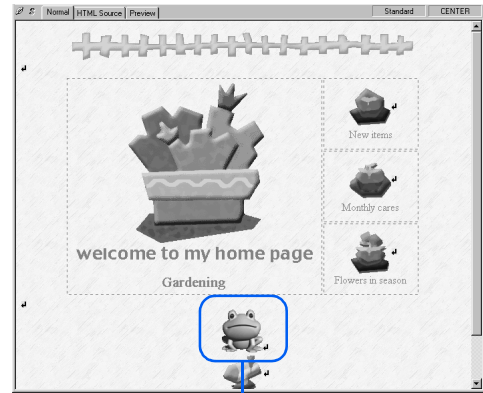 Normal HTML Source Preview Standard CENTER
New items
Monthly cares
Flowers in season
welcome to my home page
Gardening